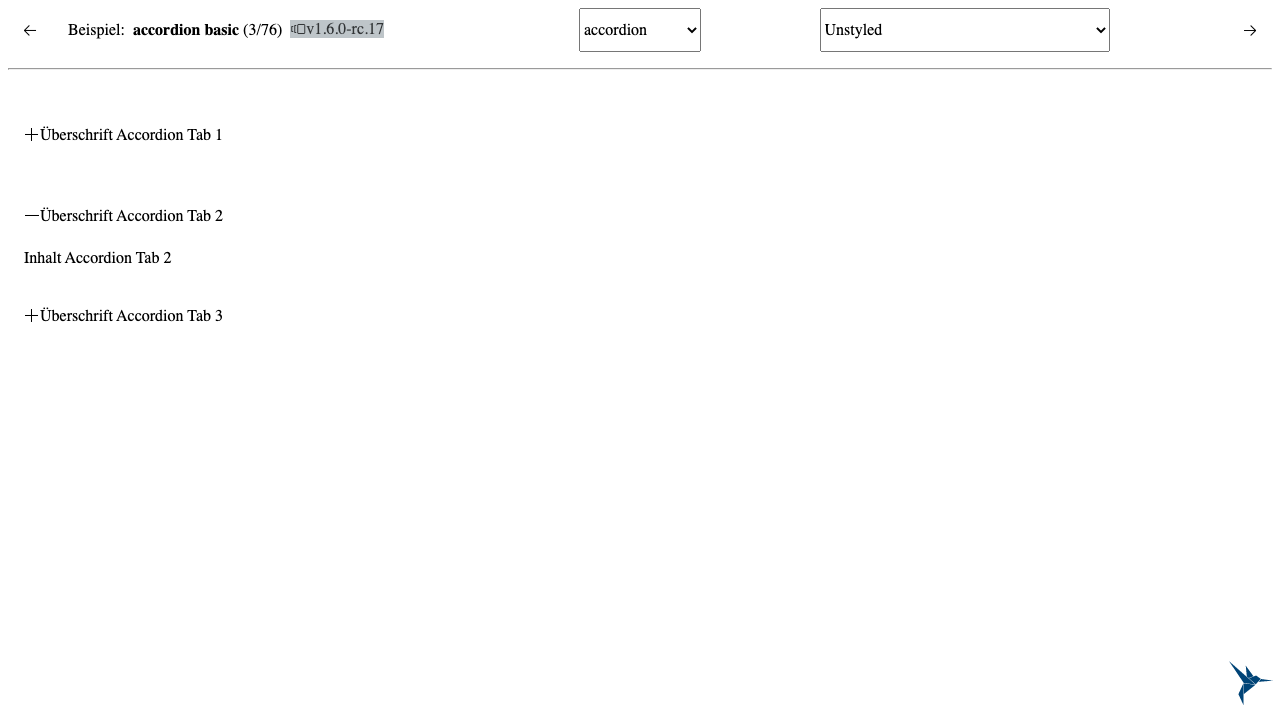 Beispiel: accordion basic (3/76) v1.6.0-rc.17 accordion Unstyled
Überschrift Accordion Tab 1
Überschrift Accordion Tab 2
Inhalt Accordion Tab 2
Überschrift Accordion Tab 3